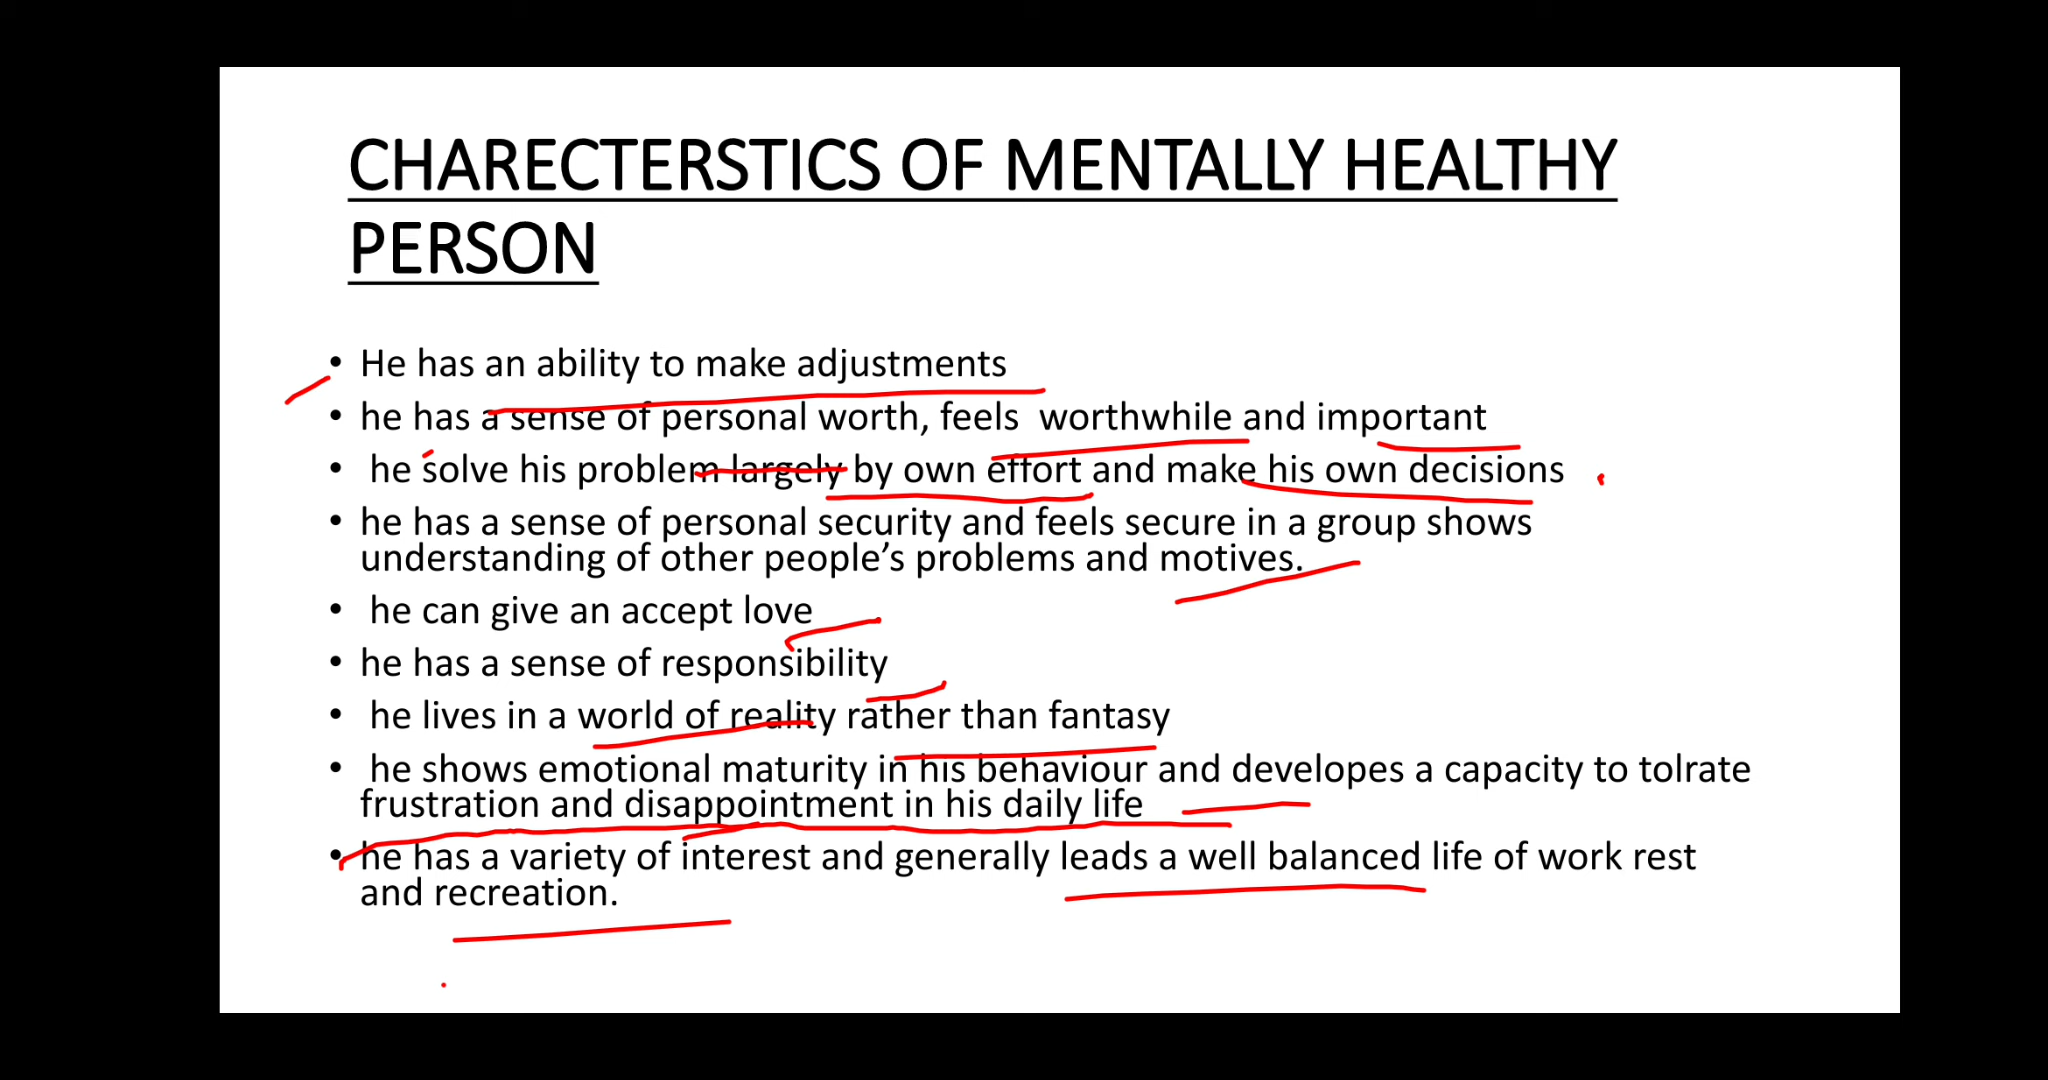 CHARECTERSTICS OF MENTALLY HEALTHY
PERSON
• He has an ability to make adjustments
• he has a sense of personal worth, feels worthwhile and important
• he solve his problem largely by own effort and make his own decisions
• he has a sense of personal security and feels secure in a group shows
understanding of other people’s problems and motives.
• he can give an accept love
• he has a sense of responsibility
• he lives in a world of reality rather than fantasy
• he shows emotional maturity in his behaviour and developes a capacity to tolrate
frustration and disappointment in his daily life
• he has a variety of interest and generally leads a well balanced life of work rest
and recreation.